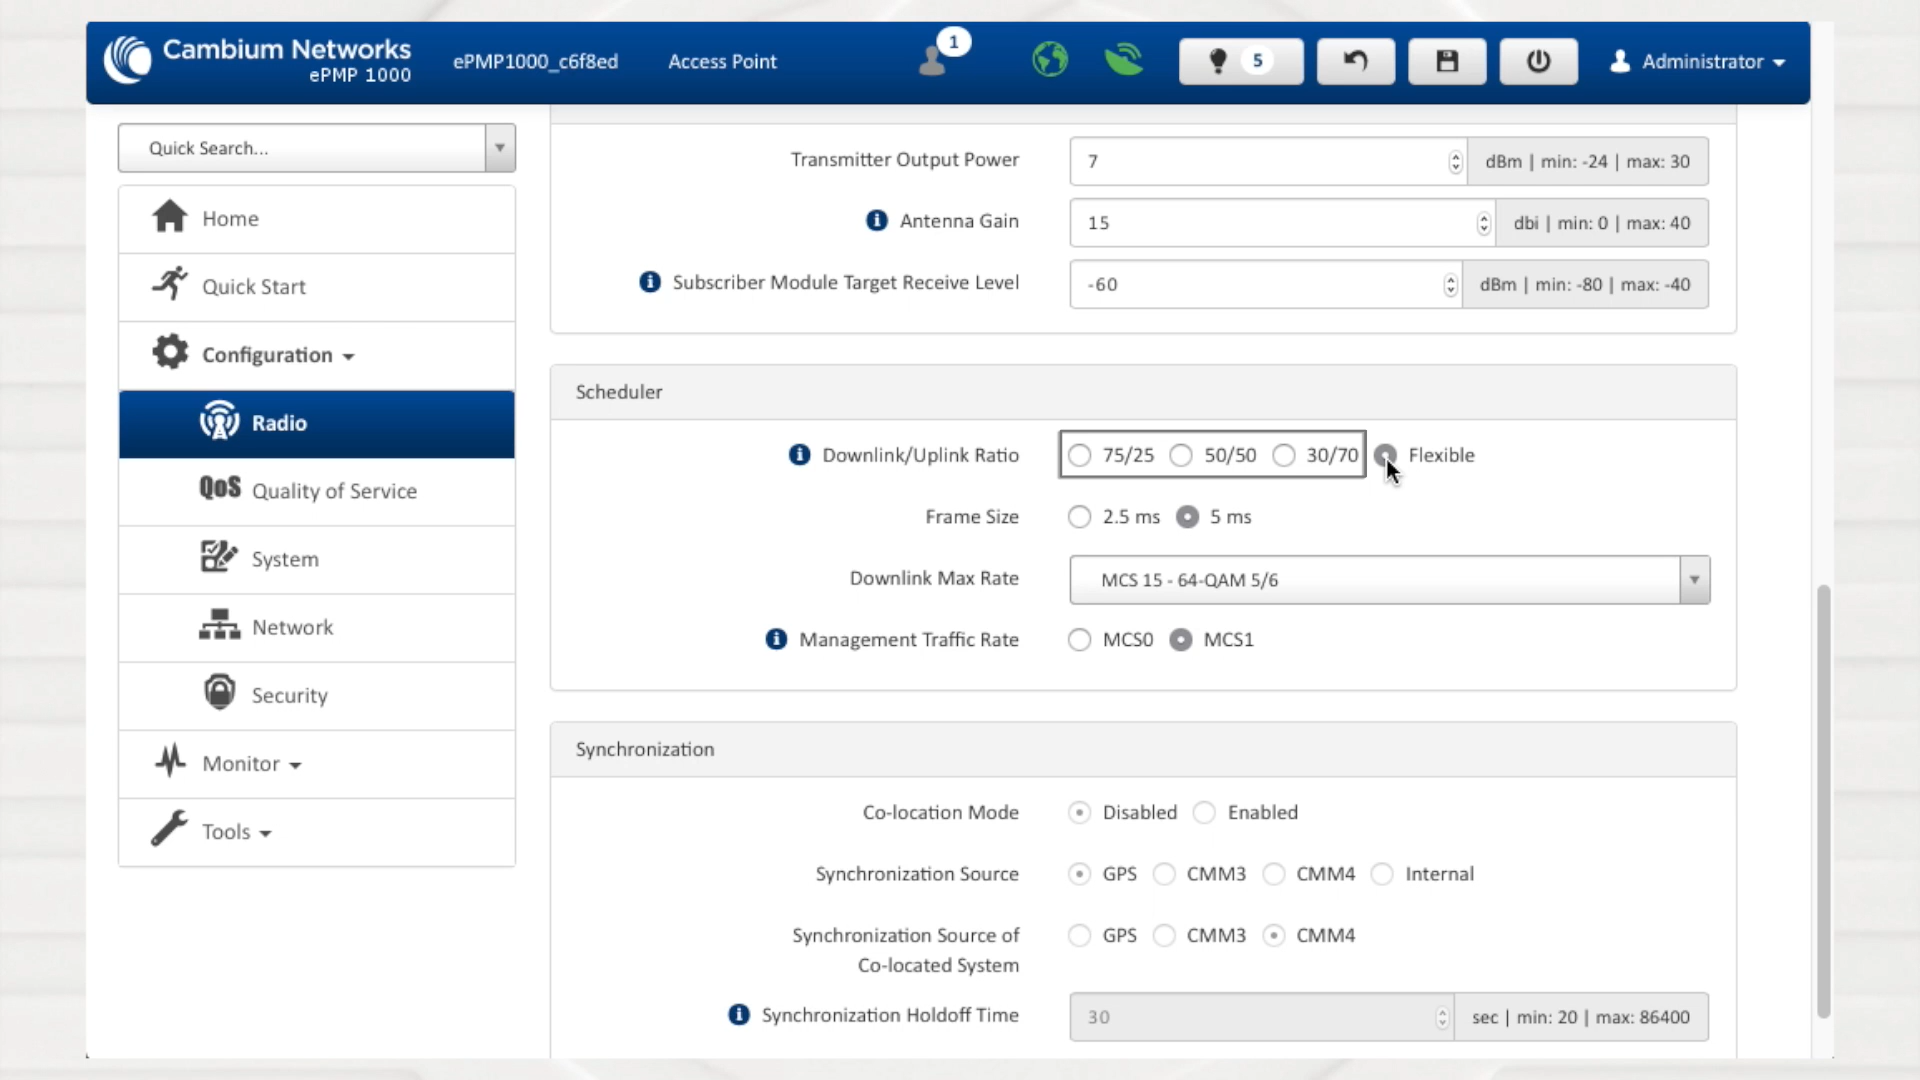 Cambium Networks
ePMP 1000
ePMP1000_c6f8ed
Access Point
1
5
Administrator
Quick Search...
Home
Quick Start
Configuration
Radio
QoS Quality of Service
System
Network
Security
Monitor
Tools
Transmitter Output Power 7 dBm | min: -24 | max: 30
Antenna Gain 15 dbi | min: 0 | max: 40
Subscriber Module Target Receive Level -60 dBm | min: -80 | max: -40
Scheduler
Downlink/Uplink Ratio 75/25 50/50 30/70 Flexible
Frame Size 2.5 ms 5 ms
Downlink Max Rate MCS 15 - 64-QAM 5/6
Management Traffic Rate MCS0 MCS1
Synchronization
Co-location Mode Disabled Enabled
Synchronization Source GPS CMM3 CMM4 Internal
Synchronization Source of GPS CMM3 CMM4
Co-located System
Synchronization Holdoff Time 30 sec | min: 20 | max: 86400